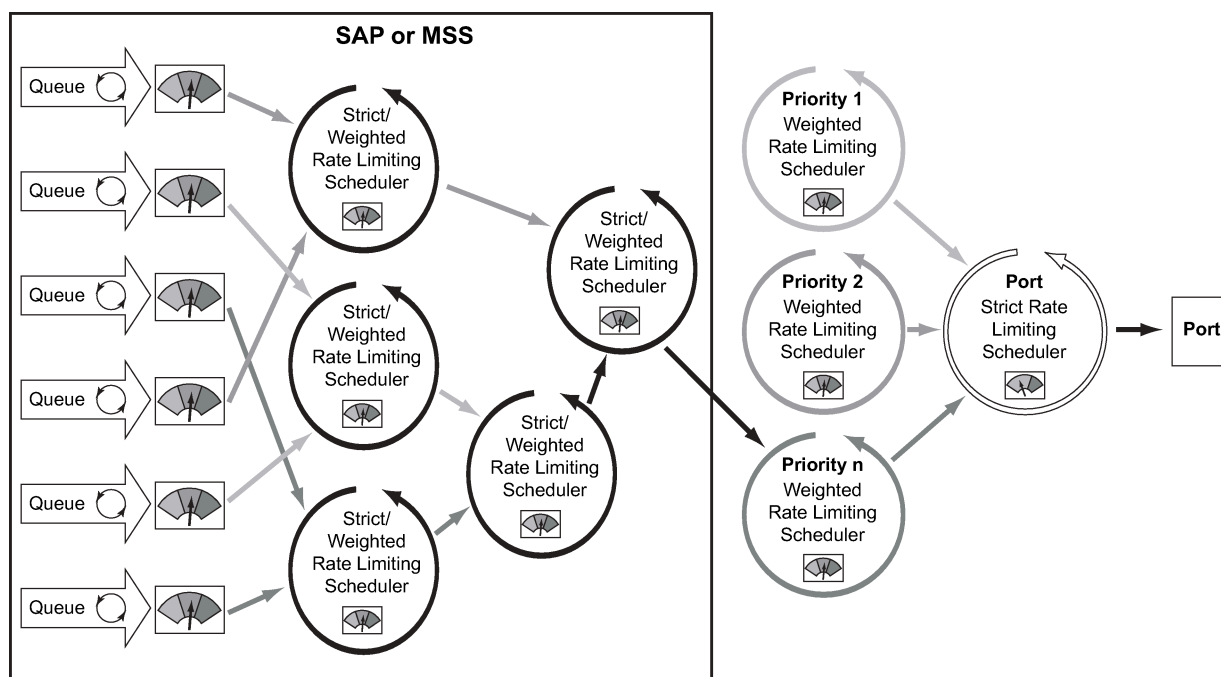 SAP or MSS
Queue
Queue
Queue
Queue
Queue
Queue
Strict/
Weighted
Rate Limiting
Scheduler
Strict/
Weighted
Rate Limiting
Scheduler
Strict/
Weighted
Rate Limiting
Scheduler
Strict/
Weighted
Rate Limiting
Scheduler
Strict/
Weighted
Rate Limiting
Scheduler
Priority 1
Weighted
Rate Limiting
Scheduler
Priority 2
Weighted
Rate Limiting
Scheduler
Priority n
Weighted
Rate Limiting
Scheduler
Port
Strict Rate
Limiting
Scheduler
Port